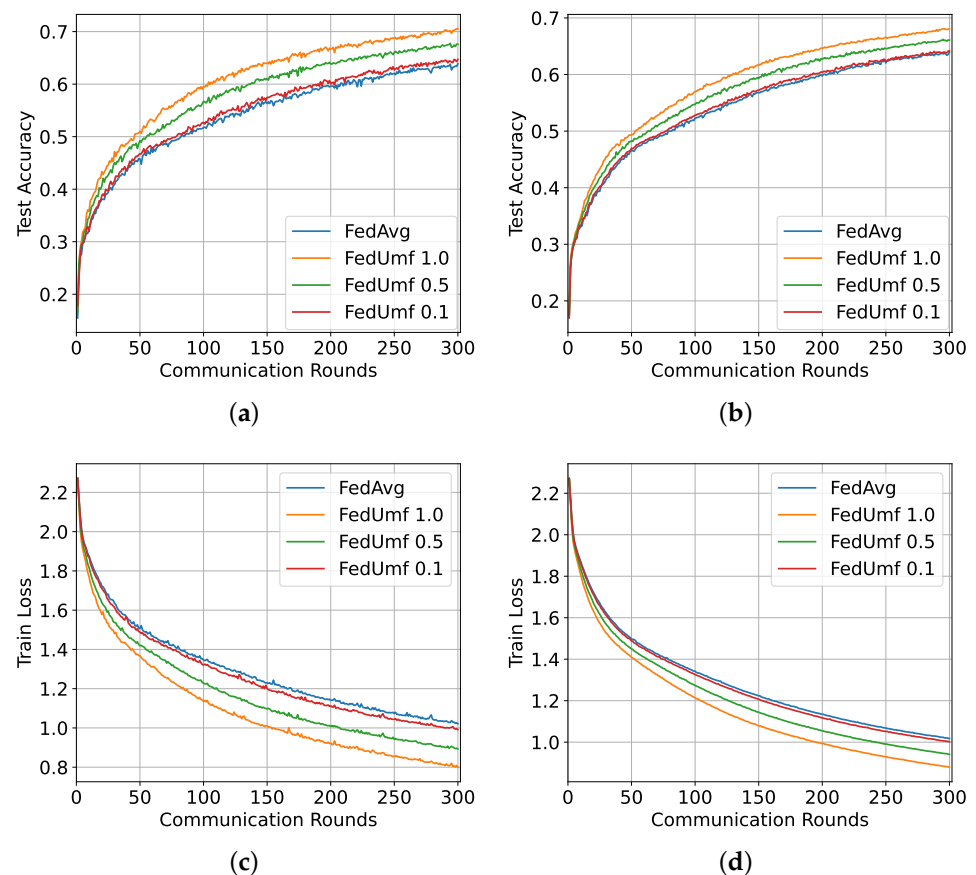 0.7
0.6
0.5
0.4
0.3
0.2
Test Accuracy
FedAvg
FedUmf 1.0
FedUmf 0.5
FedUmf 0.1
0 50 100 150 200 250 300
Communication Rounds
(a)
0.7
0.6
0.5
0.4
0.3
0.2
Test Accuracy
FedAvg
FedUmf 1.0
FedUmf 0.5
FedUmf 0.1
0 50 100 150 200 250 300
Communication Rounds
(b)
2.2
2.0
1.8
1.6
1.4
1.2
1.0
0.8
Train Loss
FedAvg
FedUmf 1.0
FedUmf 0.5
FedUmf 0.1
0 50 100 150 200 250 300
Communication Rounds
(c)
2.2
2.0
1.8
1.6
1.4
1.2
1.0
Train Loss
FedAvg
FedUmf 1.0
FedUmf 0.5
FedUmf 0.1
0 50 100 150 200 250 300
Communication Rounds
(d)